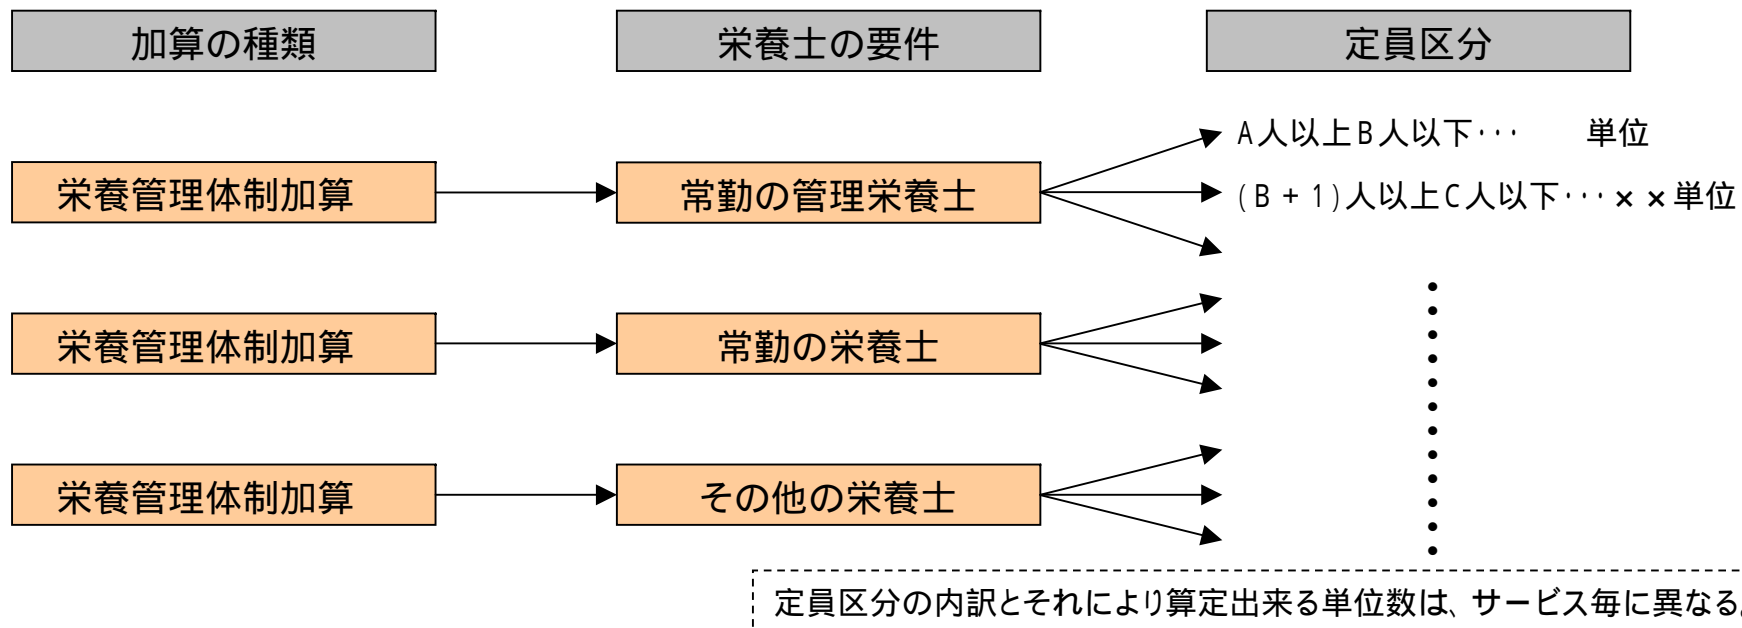 加算の種類
栄養士の要件
定員区分
栄養管理体制加算
常勤の管理栄養士
A人以上B人以下･･･　　単位
(B+1)人以上C人以下･･･××単位
栄養管理体制加算
常勤の栄養士
栄養管理体制加算
その他の栄養士
定員区分の内訳とそれにより算定出来る単位数は、サービス毎に異なる。